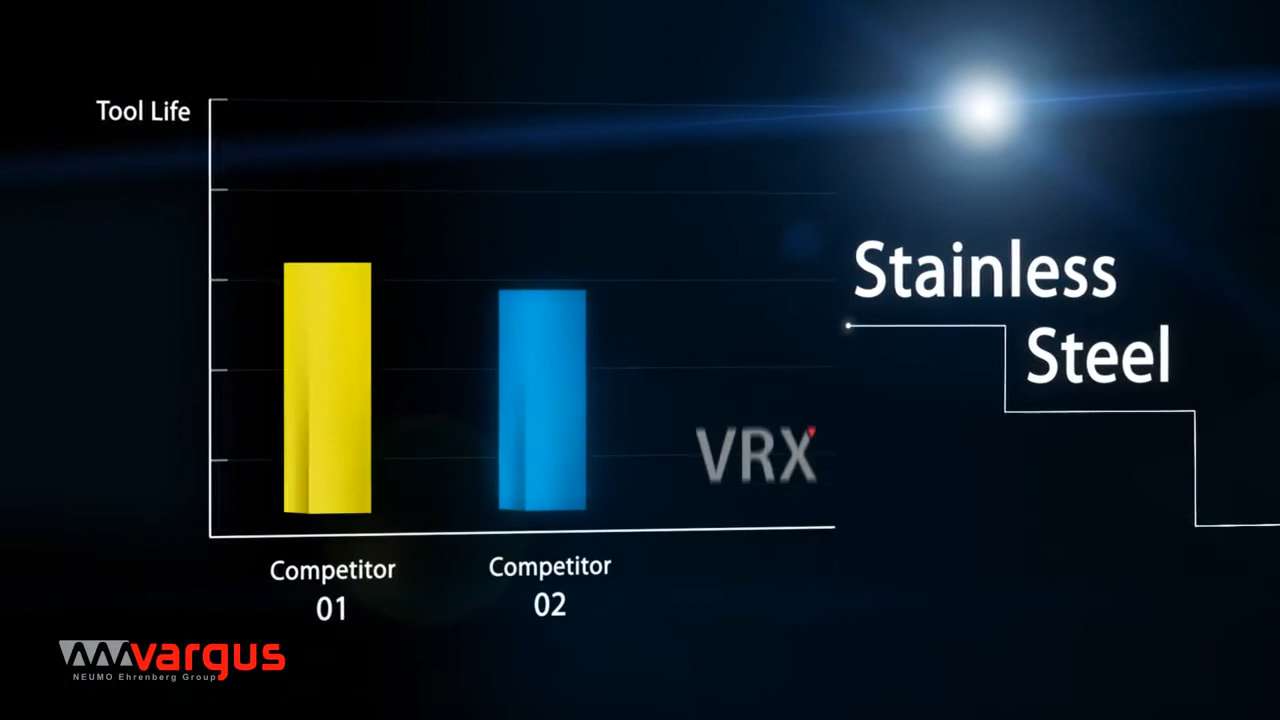 Tool Life
Stainless
Steel
VRX
Competitor
01
Competitor
02
vargus
NEUMO Ehrenberg Group